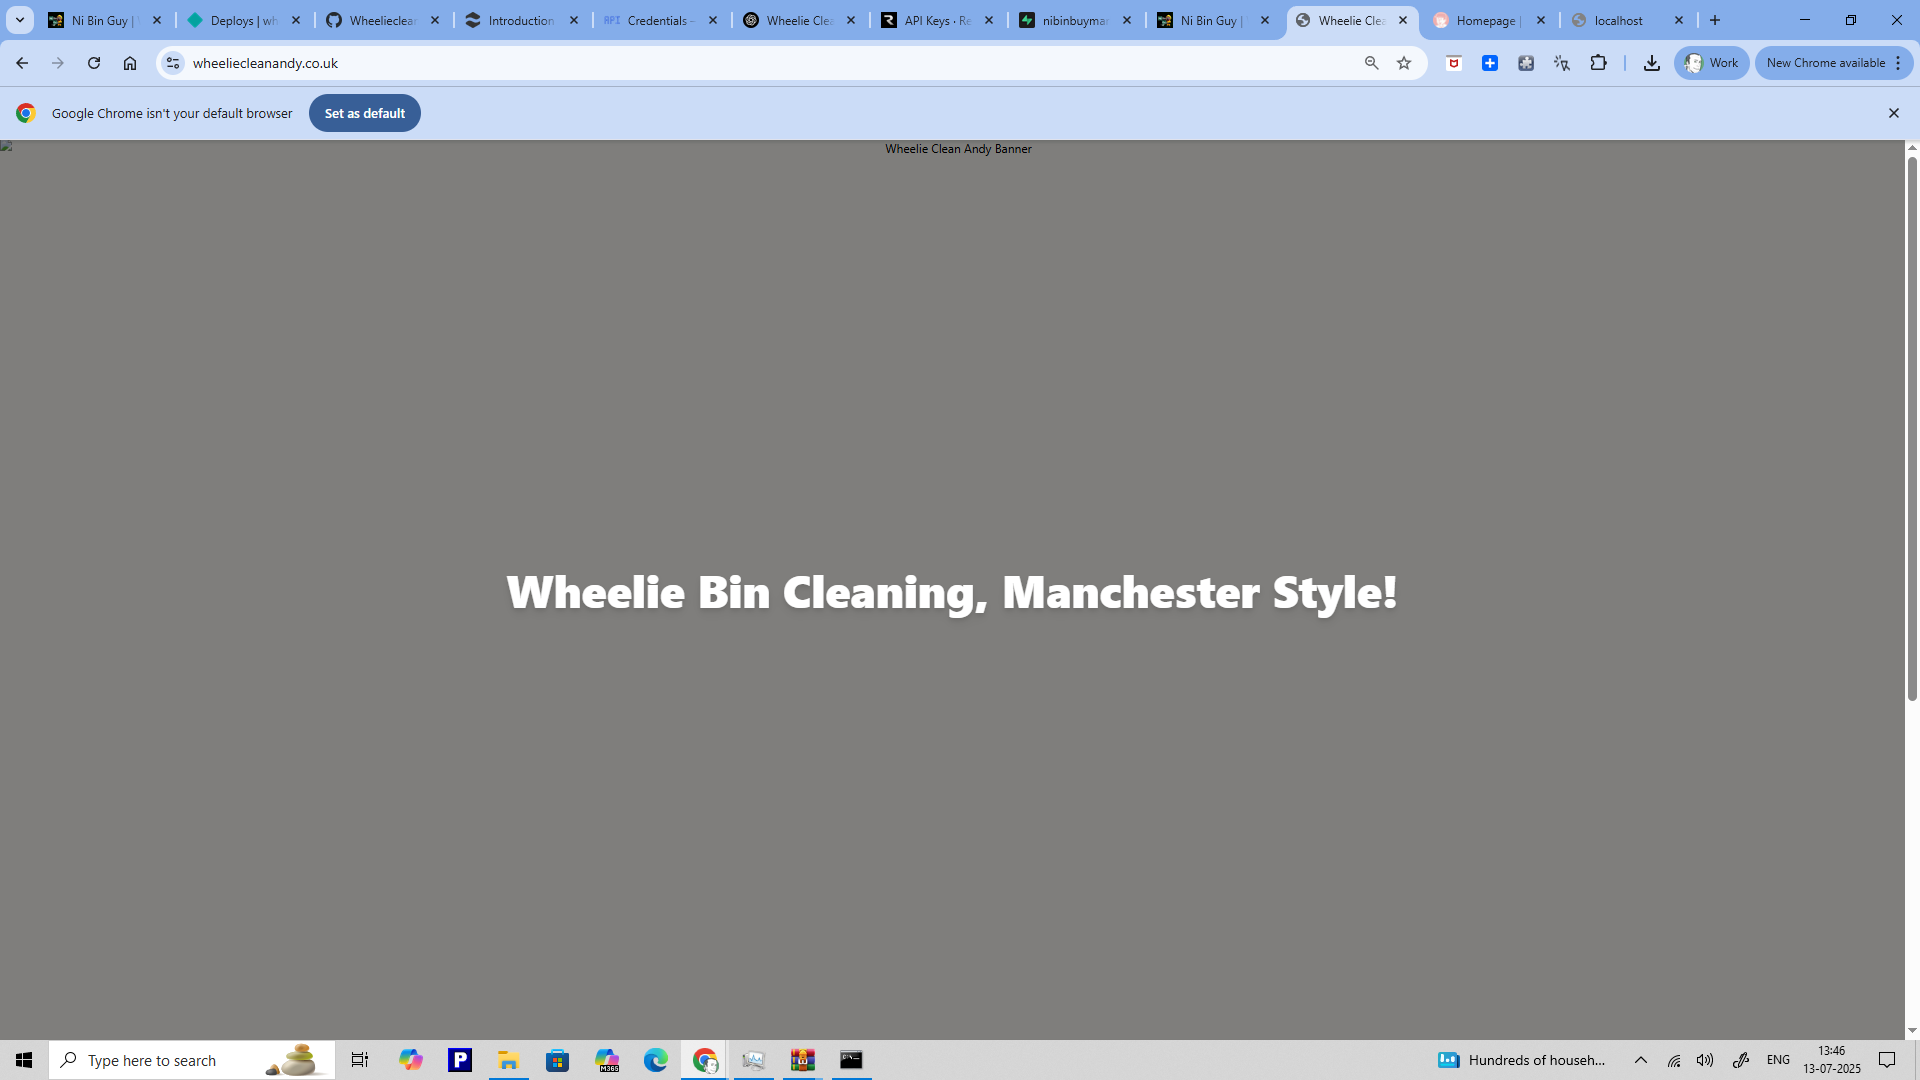 Ni Bin Guy |
Deploys | wh
Wheelieclear
Introduction
API Credentials -
Wheelie Clea
API Keys · Re
nibinbuymar
Ni Bin Guy |
Wheelie Clea
Homepage |
localhost
wheeliecleanandy.co.uk
Work
New Chrome available
Google Chrome isn't your default browser
Set as default
Wheelie Clean Andy Banner
Wheelie Bin Cleaning, Manchester Style!
Type here to search
M365
Hundreds of househ...
ENG
13:46
13-07-2025